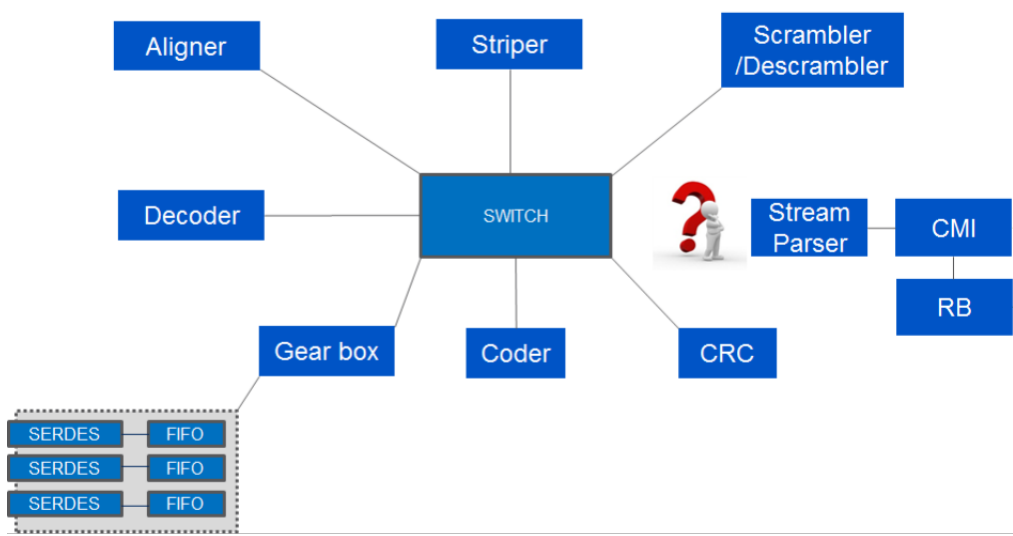 Aligner
Striper
Scrambler
/Descrambler
Decoder
SWITCH
Stream
Parser
CMI
RB
Gear box
Coder
CRC
SERDES
FIFO
SERDES
FIFO
SERDES
FIFO